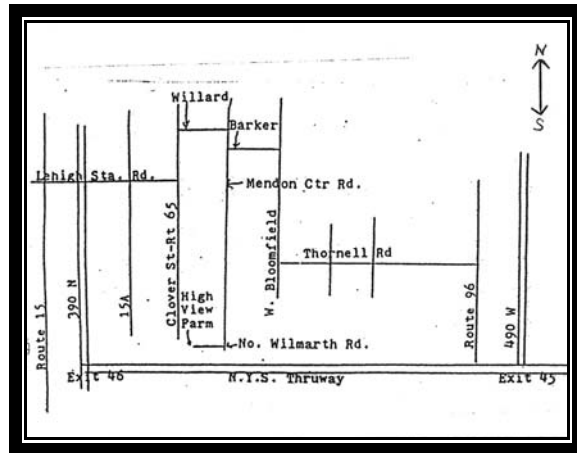 N
S
Willard
Barker
Lehigh Sta. Rd.
Mendon Ctr Rd.
Clover St-Rt 65
W. Bloomfield
Thornell Rd
Route 15
390 N
15A
High
View
Farm
No. Wilmarth Rd.
Route 96
490 W
Exit 46
N.Y.S. Thruway
Exit 45